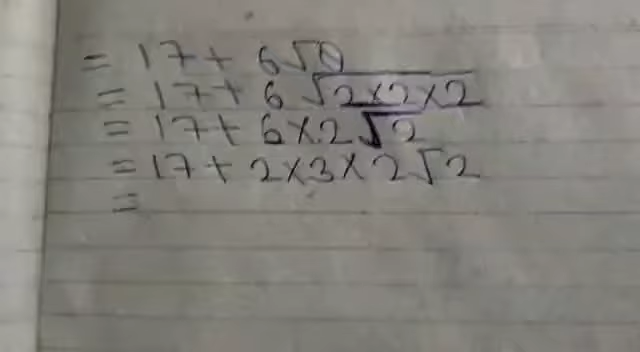 = 17 + 6√8
= 17 + 6 √2×2×2
= 17 + 6×2√2
= 17 + 2×3×2√2
=